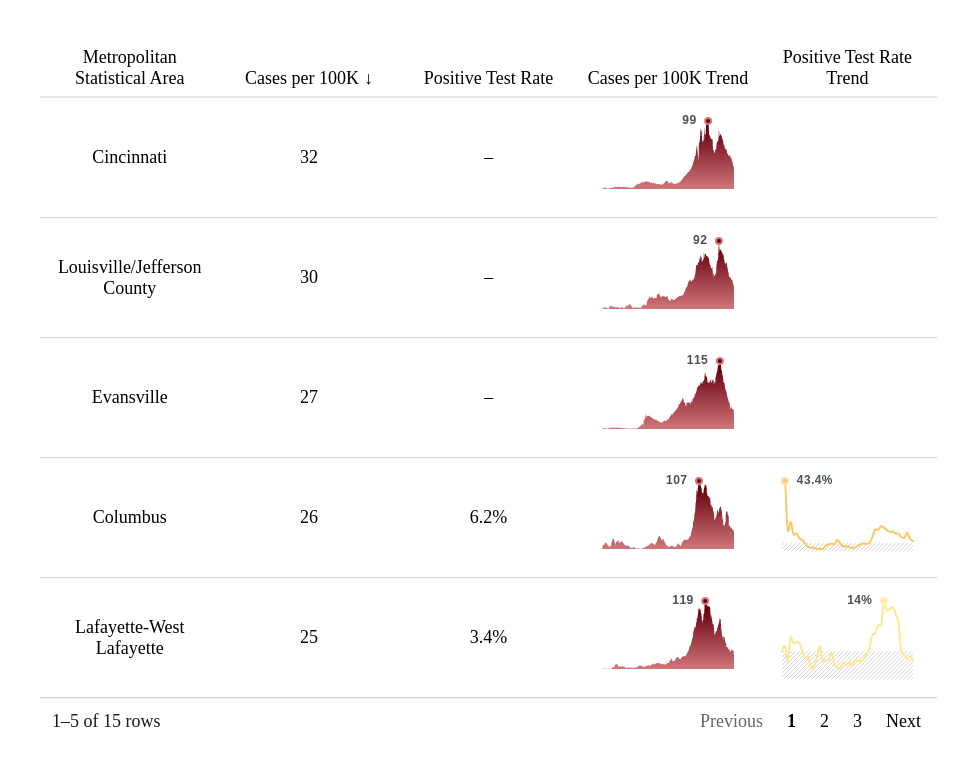 Metropolitan
Statistical Area
Cases per 100K ↓
Positive Test Rate
Cases per 100K Trend
Positive Test Rate
Trend
Cincinnati
32
–
99
Louisville/Jefferson
County
30
–
92
Evansville
27
–
115
Columbus
26
6.2%
107
43.4%
Lafayette-West
Lafayette
25
3.4%
119
14%
1–5 of 15 rows
Previous 1 2 3 Next